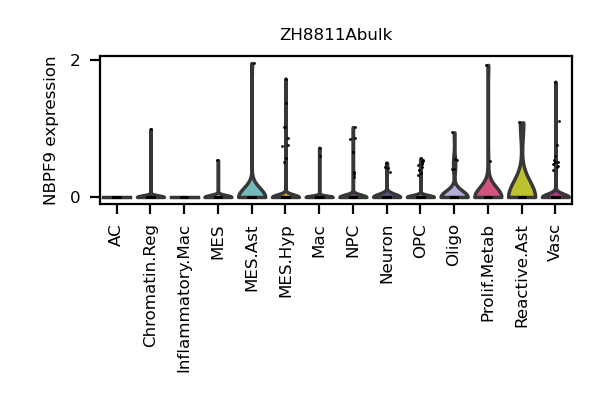 ZH8811Abulk
NBPF9 expression
2
0
AC
Chromatin.Reg
Inflammatory.Mac
MES
MES.Ast
MES.Hyp
Mac
NPC
Neuron
OPC
Oligo
Prolif.Metab
Reactive.Ast
Vasc